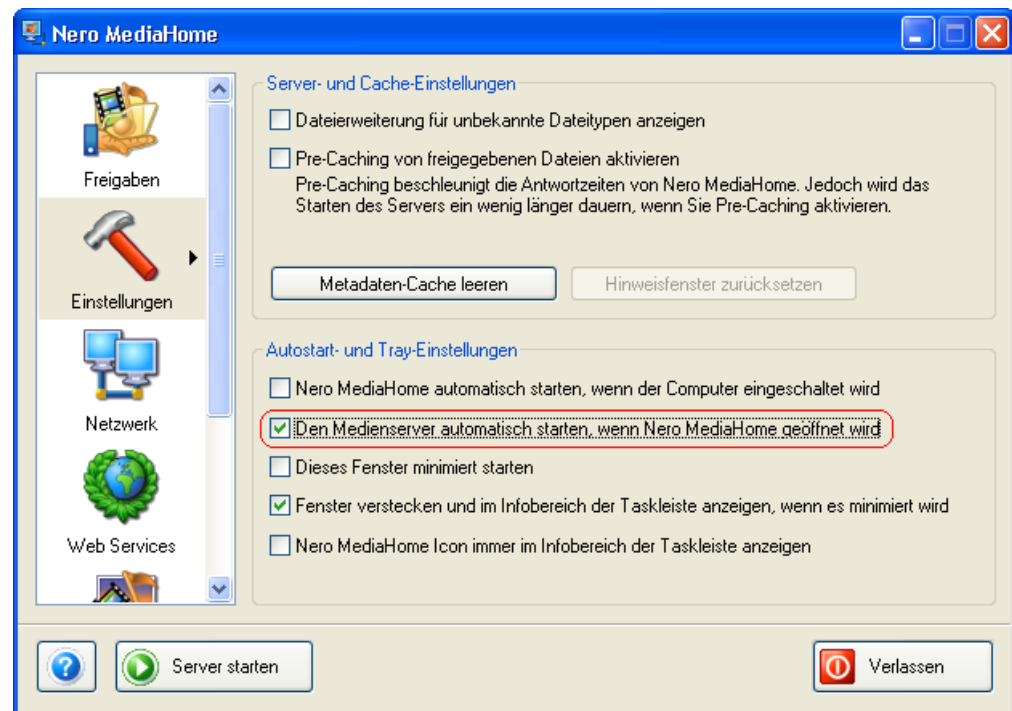 Nero MediaHome
Freigaben
Einstellungen
Netzwerk
Web Services
Server- und Cache-Einstellungen
Dateierweiterung für unbekannte Dateitypen anzeigen
Pre-Caching von freigegebenen Dateien aktivieren
Pre-Caching beschleunigt die Antwortzeiten von Nero MediaHome. Jedoch wird das
Starten des Servers ein wenig länger dauern, wenn Sie Pre-Caching aktivieren.
Metadaten-Cache leeren
Hinweisfenster zurücksetzen
Autostart- und Tray-Einstellungen
Nero MediaHome automatisch starten, wenn der Computer eingeschaltet wird
Den Medienserver automatisch starten, wenn Nero MediaHome geöffnet wird
Dieses Fenster minimiert starten
Fenster verstecken und im Infobereich der Taskleiste anzeigen, wenn es minimiert wird
Nero MediaHome Icon immer im Infobereich der Taskleiste anzeigen
?
Server starten
Verlassen